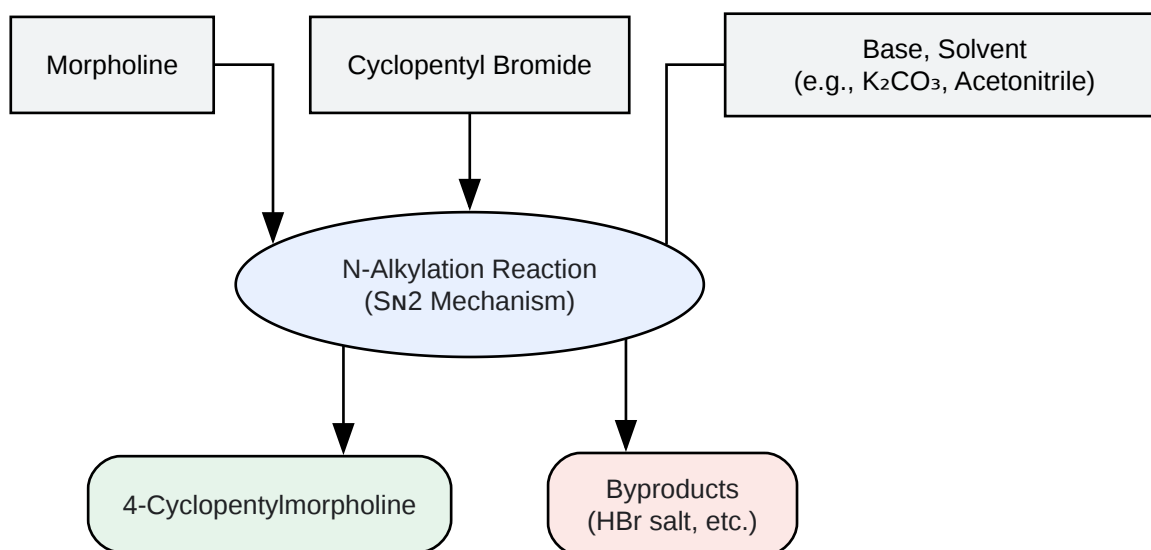 Morpholine
Cyclopentyl Bromide
Base, Solvent
(e.g., K₂CO₃, Acetonitrile)
N-Alkylation Reaction
(Sɴ2 Mechanism)
4-Cyclopentylmorpholine
Byproducts
(HBr salt, etc.)